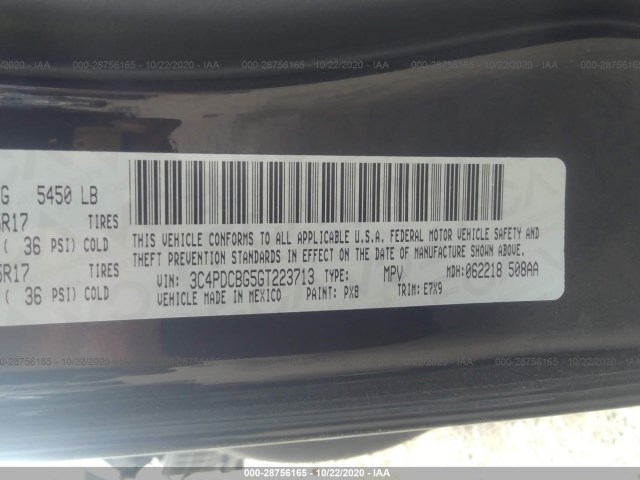 000-28756165 - 10/22/2020 - IAA
G 5450 LB
R17 TIRES
( 36 PSI) COLD
R17 TIRES
( 36 PSI) COLD
THIS VEHICLE CONFORMS TO ALL APPLICABLE U.S.A. FEDERAL MOTOR VEHICLE SAFETY AND
THEFT PREVENTION STANDARDS IN EFFECT ON THE DATE OF MANUFACTURE SHOWN ABOVE.
VIN: 3C4PDCBG5GT223713 TYPE: MPV MDH: 062218 508AA
VEHICLE MADE IN MEXICO PAINT: PX8 TRIM: E7X9
000-28756165 - 10/22/2020 - IAA